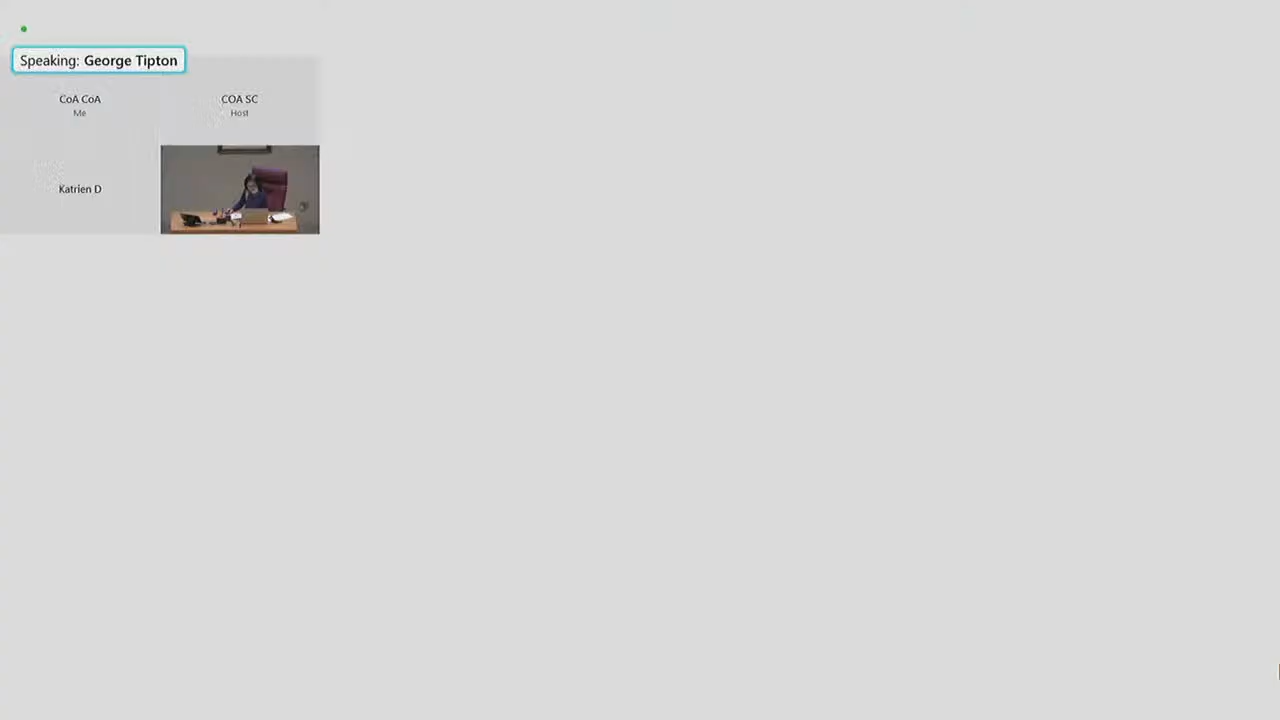 Speaking: George Tipton
CoA CoA
Me
COA SC
Host
Katrien D